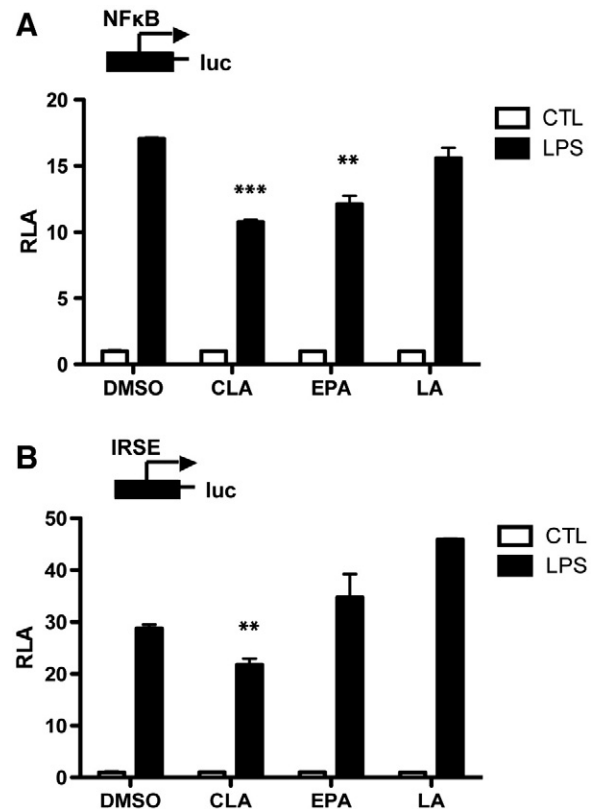 A
NFκB
luc
CTL
LPS
20
15
10
5
0
RLA
***
**
DMSO CLA EPA LA
B
IRSE
luc
CTL
LPS
50
40
30
20
10
0
RLA
**
DMSO CLA EPA LA